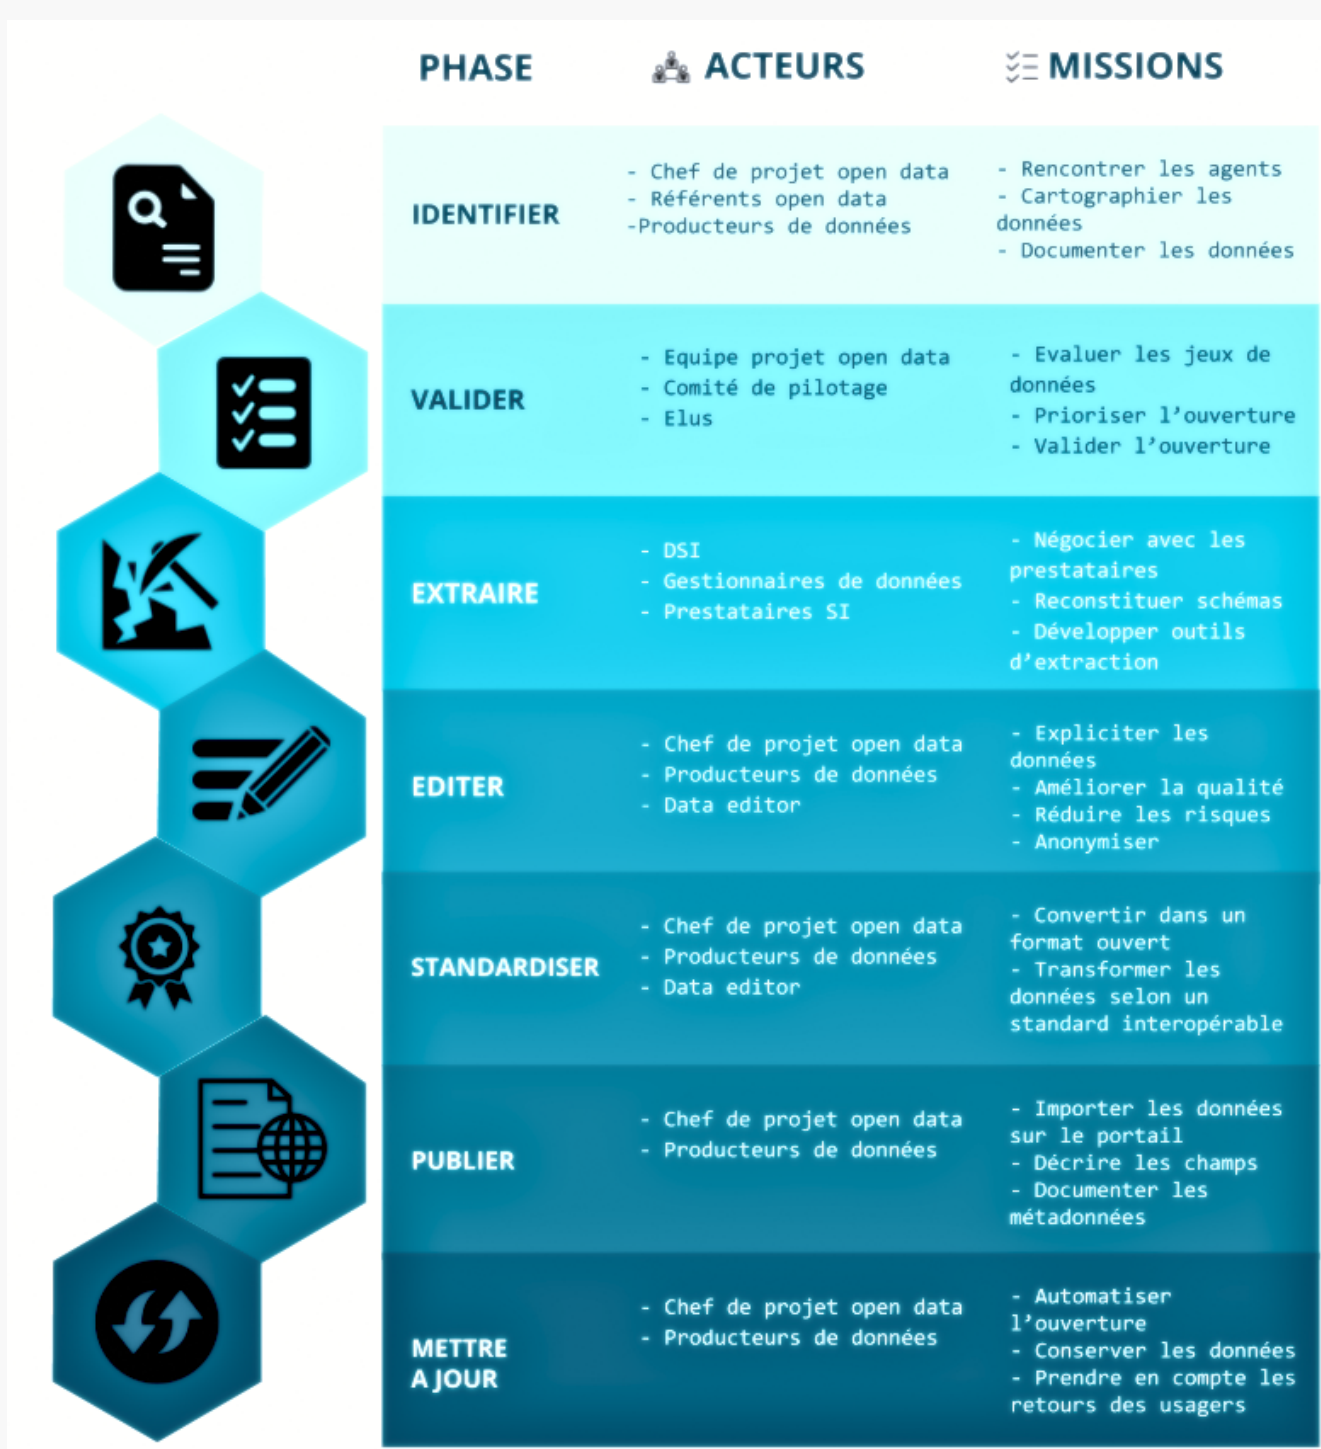 PHASE
ACTEURS
MISSIONS
IDENTIFIER
- Chef de projet open data
- Référents open data
-Producteurs de données
- Rencontrer les agents
- Cartographier les
données
- Documenter les données
VALIDER
- Equipe projet open data
- Comité de pilotage
- Elus
- Evaluer les jeux de
données
- Prioriser l’ouverture
- Valider l’ouverture
EXTRAIRE
- DSI
- Gestionnaires de données
- Prestataires SI
- Négocier avec les
prestataires
- Reconstituer schémas
- Développer outils
d’extraction
EDITER
- Chef de projet open data
- Producteurs de données
- Data editor
- Expliciter les
données
- Améliorer la qualité
- Réduire les risques
- Anonymiser
STANDARDISER
- Chef de projet open data
- Producteurs de données
- Data editor
- Convertir dans un
format ouvert
- Transformer les
données selon un
standard interopérable
PUBLIER
- Chef de projet open data
- Producteurs de données
- Importer les données
sur le portail
- Décrire les champs
- Documenter les
métadonnées
METTRE
A JOUR
- Chef de projet open data
- Producteurs de données
- Automatiser
l’ouverture
- Conserver les données
- Prendre en compte les
retours des usagers